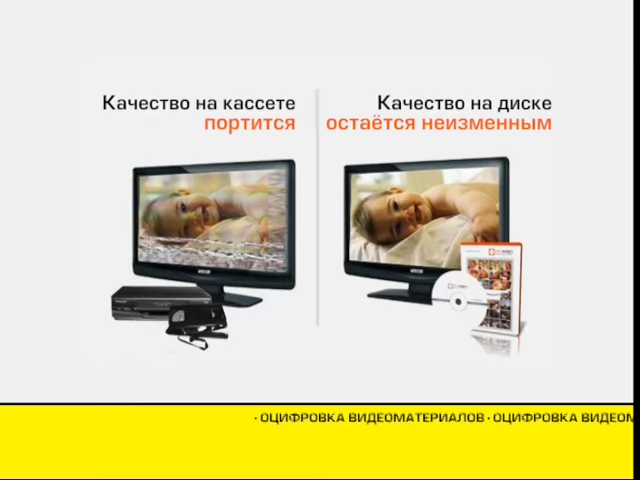 Качество на кассете
портится
Качество на диске
остаётся неизменным
· ОЦИФРОВКА ВИДЕОМАТЕРИАЛОВ · ОЦИФРОВКА ВИДЕОМ